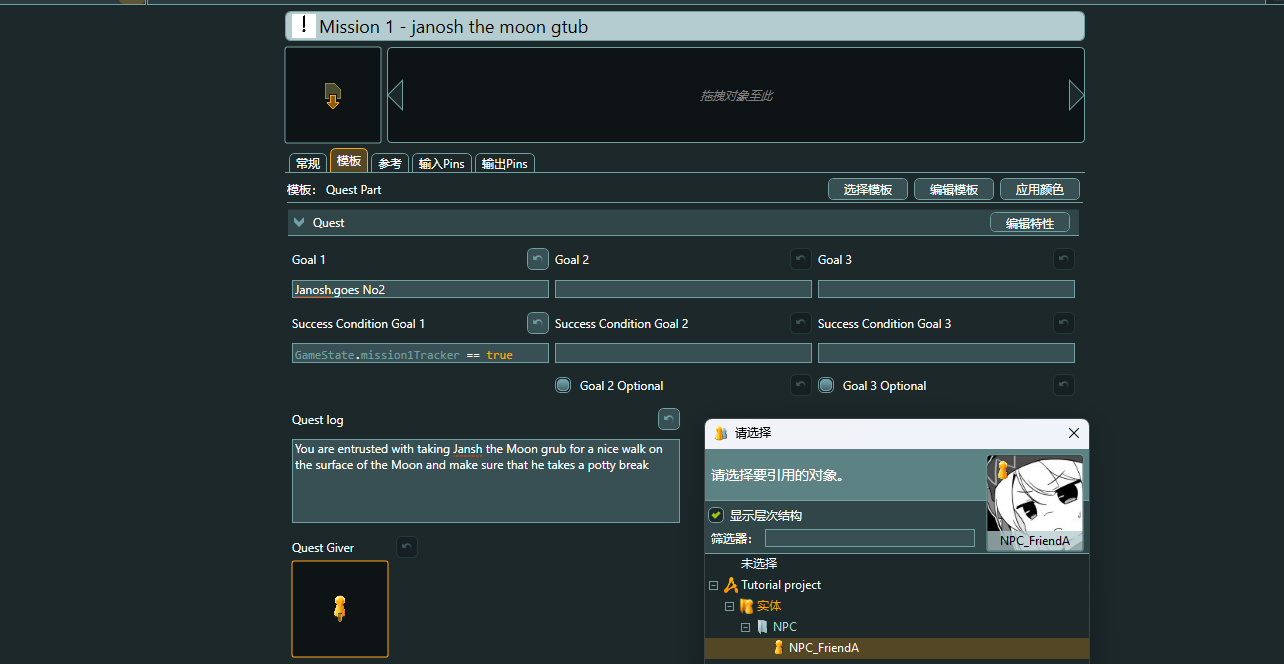 Mission 1 - janosh the moon gtub
拖拽对象至此
常规 模板 参考 输入Pins 输出Pins
模板: Quest Part 选择模板 编辑模板 应用颜色
Quest 编辑特性
Goal 1 Goal 2 Goal 3
Janosh.goes No2
Success Condition Goal 1 Success Condition Goal 2 Success Condition Goal 3
GameState.mission1Tracker == true
Goal 2 Optional Goal 3 Optional
Quest log
You are entrusted with taking Jansh the Moon grub for a nice walk on
the surface of the Moon and make sure that he takes a potty break
Quest Giver
请选择
请选择要引用的对象。
显示层次结构
筛选器:
NPC_FriendA
未选择
Tutorial project
实体
NPC
NPC_FriendA